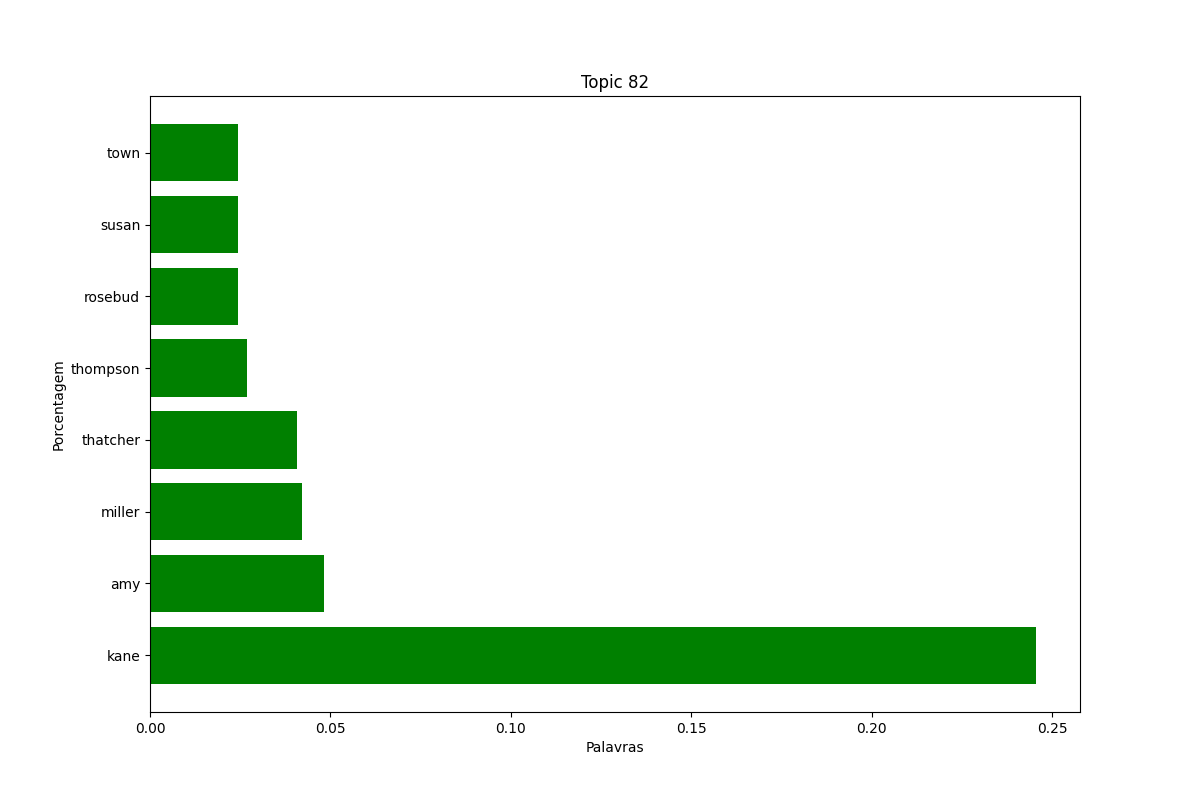 Topic 82
town
susan
rosebud
thompson
thatcher
miller
amy
kane
Porcentagem
0.00 0.05 0.10 0.15 0.20 0.25
Palavras